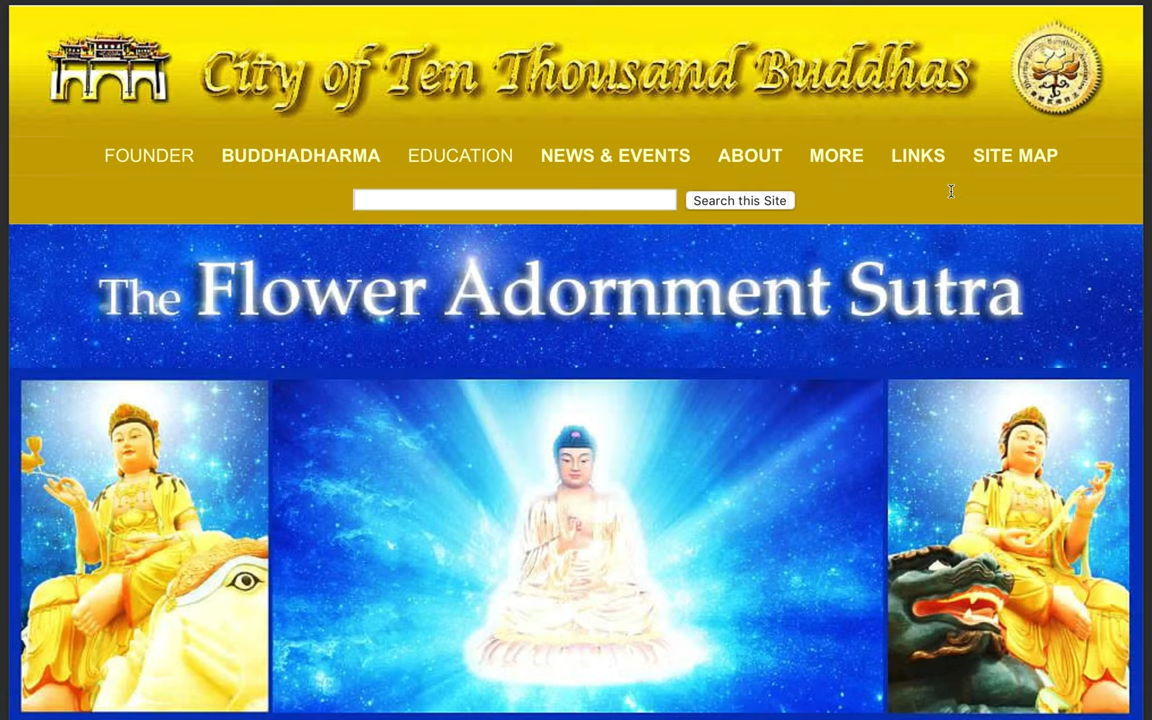 City of Ten Thousand Buddhas
FOUNDER BUDDHADHARMA EDUCATION NEWS & EVENTS ABOUT MORE LINKS SITE MAP
Search this Site
The Flower Adornment Sutra